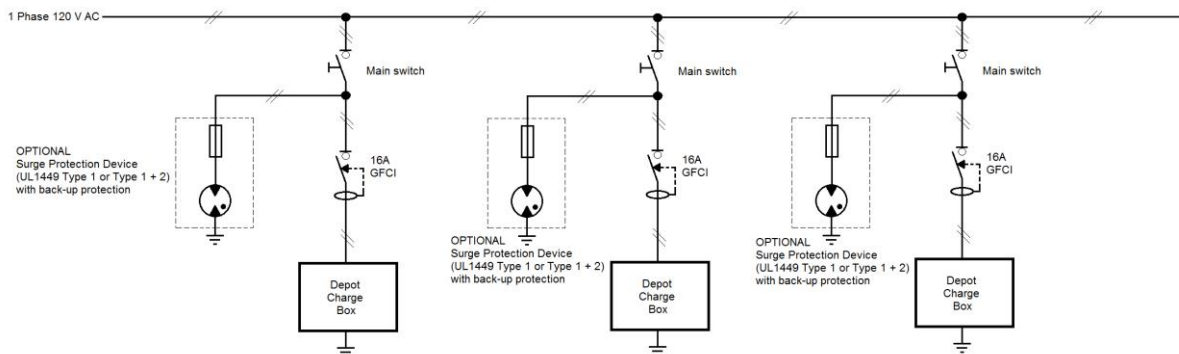 1 Phase 120 V AC
Main switch
OPTIONAL
Surge Protection Device
(UL1449 Type 1 or Type 1 + 2)
with back-up protection
16A
GFCI
Depot
Charge
Box
Main switch
OPTIONAL
Surge Protection Device
(UL1449 Type 1 or Type 1 + 2)
with back-up protection
16A
GFCI
Depot
Charge
Box
Main switch
OPTIONAL
Surge Protection Device
(UL1449 Type 1 or Type 1 + 2)
with back-up protection
16A
GFCI
Depot
Charge
Box